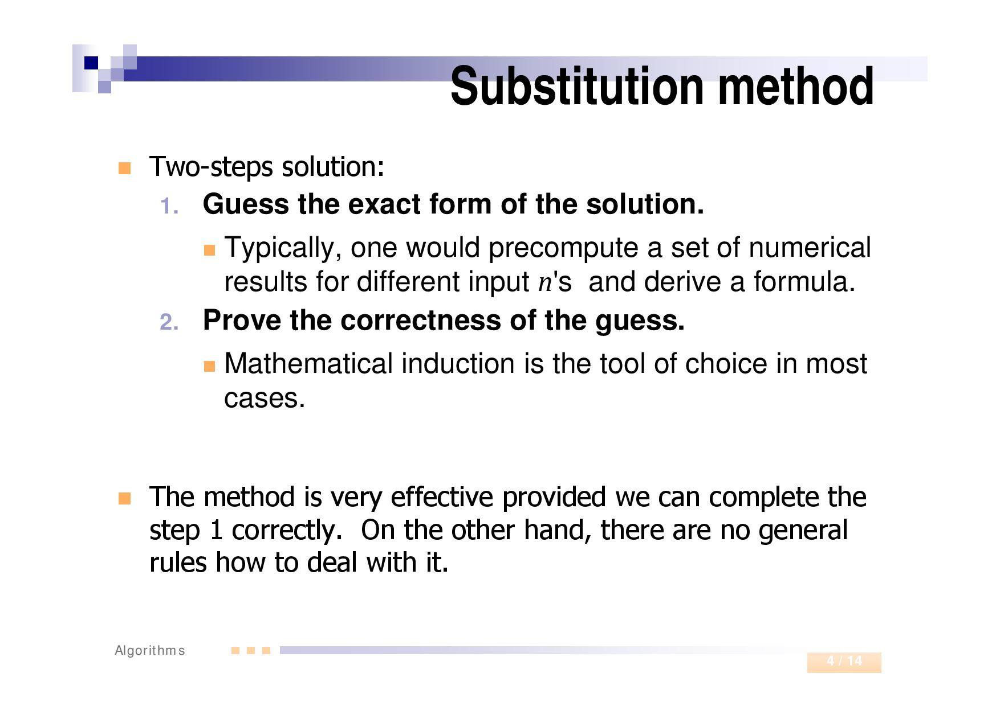 Substitution method
Two-steps solution:
1. Guess the exact form of the solution.
Typically, one would precompute a set of numerical
results for different input n's  and derive a formula.
2. Prove the correctness of the guess.
Mathematical induction is the tool of choice in most
cases.
The method is very effective provided we can complete the
step 1 correctly.  On the other hand, there are no general
rules how to deal with it.
Algorithms
4 / 14